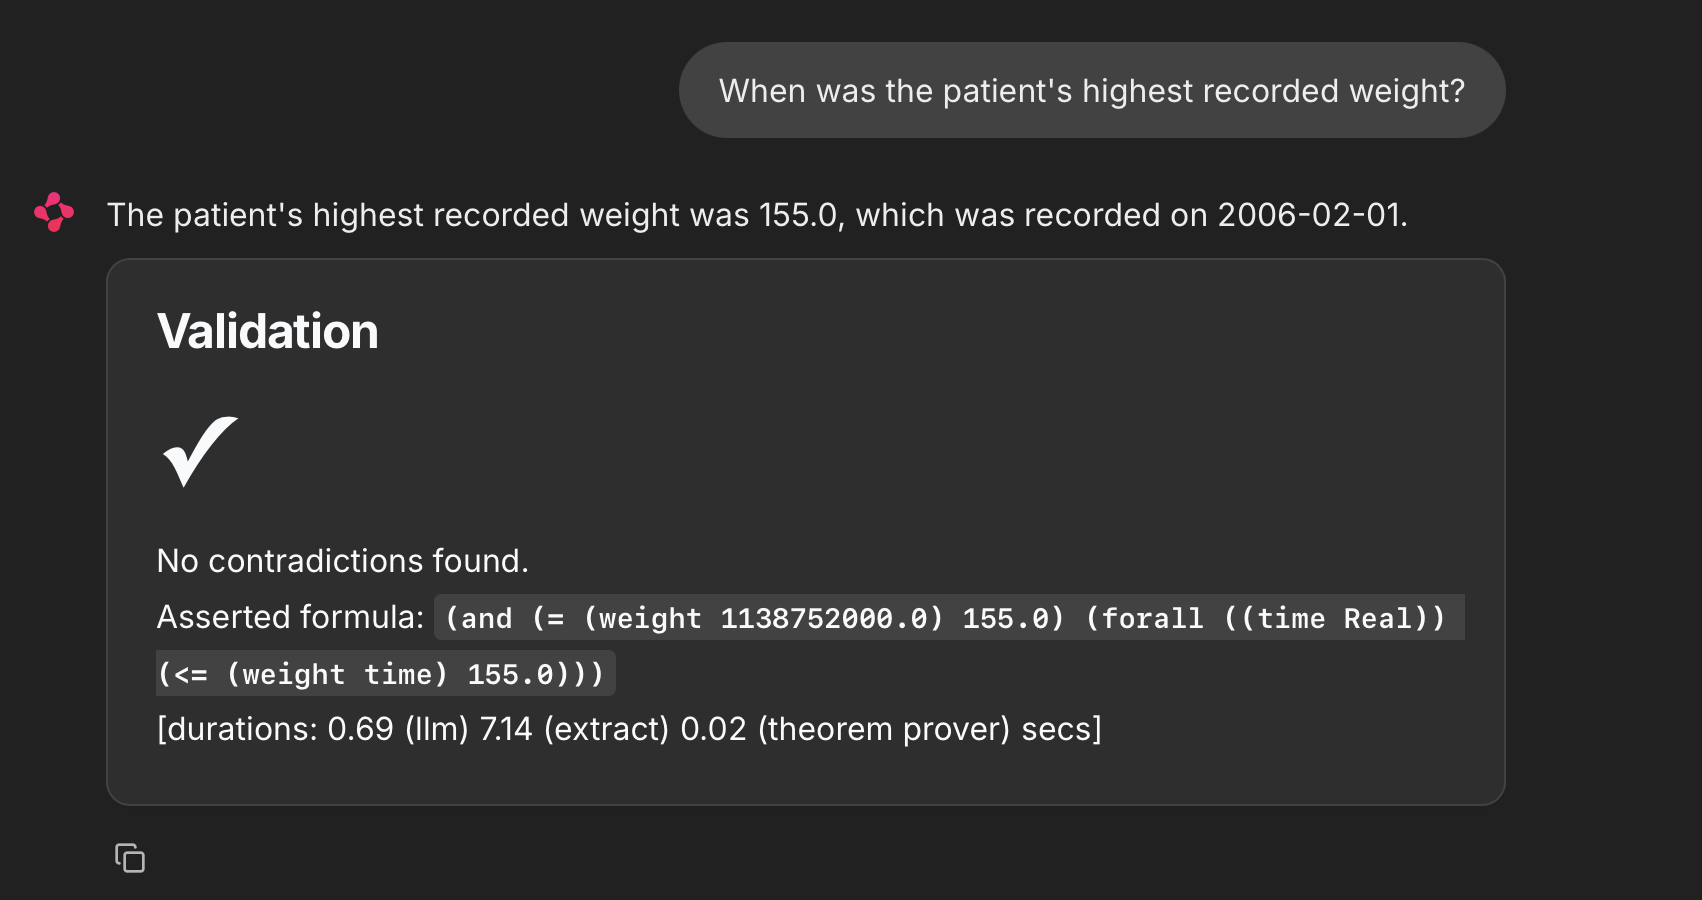 When was the patient's highest recorded weight?
The patient's highest recorded weight was 155.0, which was recorded on 2006-02-01.
Validation
No contradictions found.
Asserted formula: (and (= (weight 1138752000.0) 155.0) (forall ((time Real))
(<= (weight time) 155.0)))
[durations: 0.69 (llm) 7.14 (extract) 0.02 (theorem prover) secs]